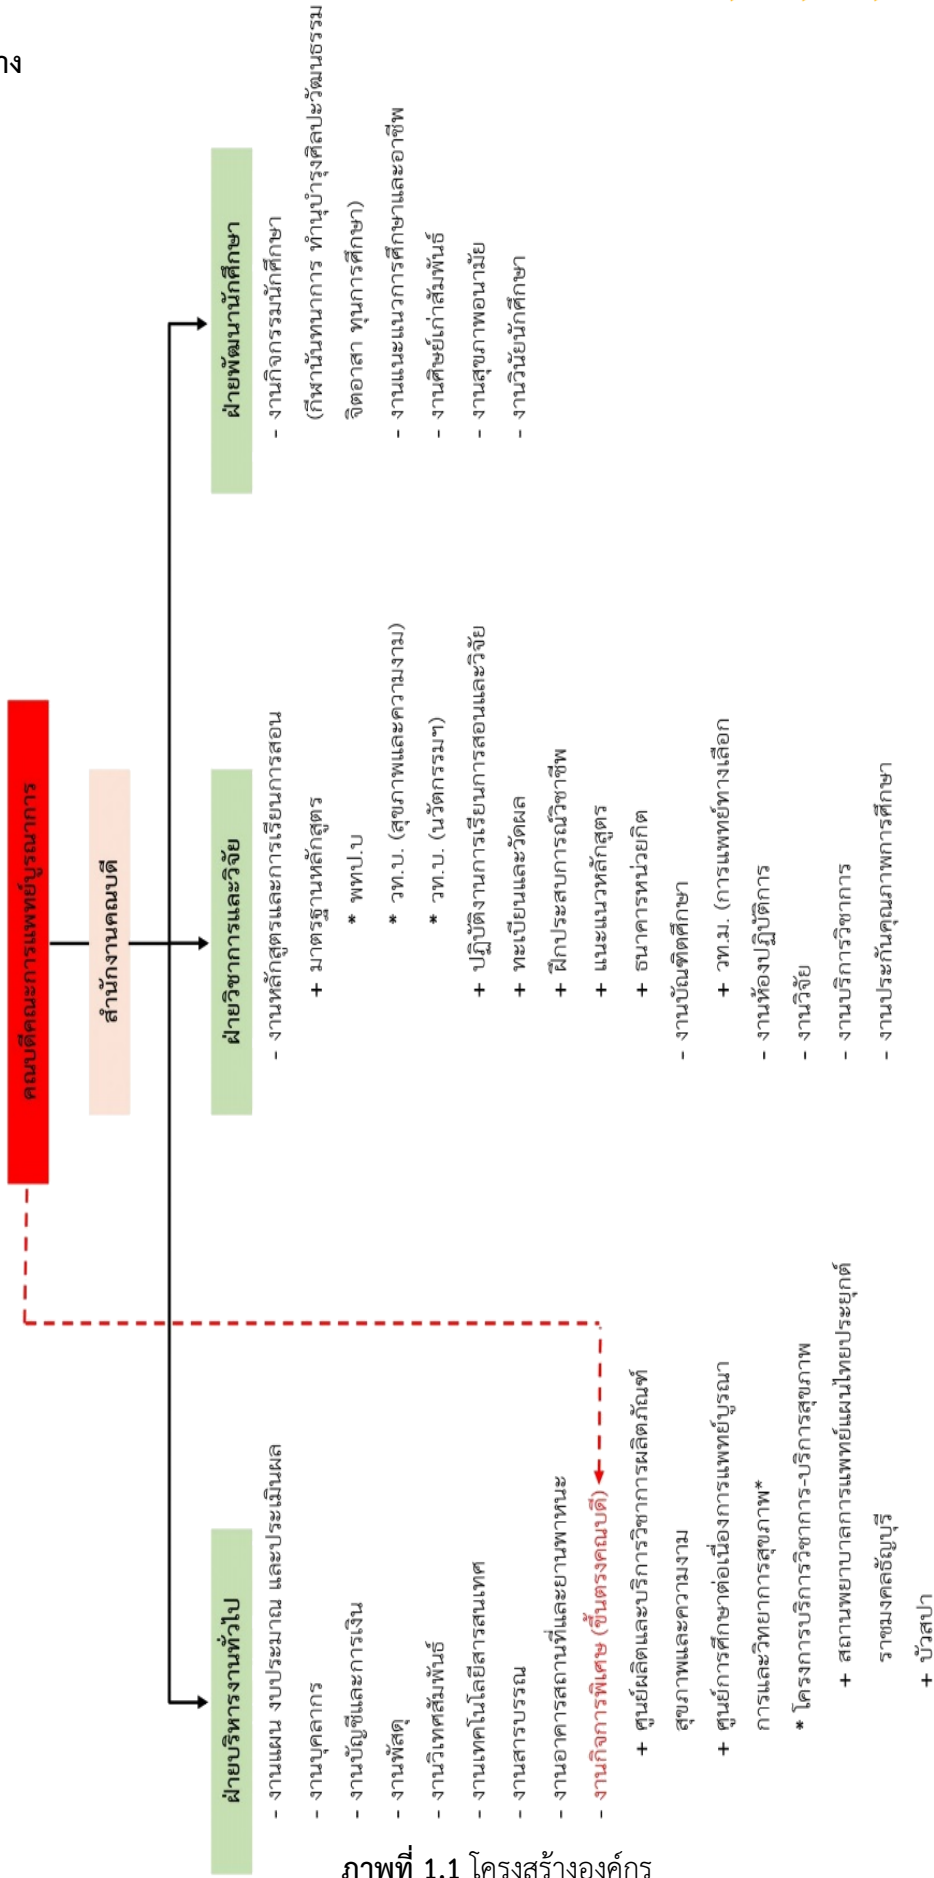 าง
คณบดีคณะการแพทย์บูรณาการ
สำนักงานคณบดี
ฝ่ายบริหารงานทั่วไป
- งานแผน งบประมาณ และประเมินผล
- งานบุคลากร
- งานบัญชีและการเงิน
- งานพัสดุ
- งานวิเทศสัมพันธ์
- งานเทคโนโลยีสารสนเทศ
- งานสารบรรณ
- งานอาคารสถานที่และยานพาหนะ
- งานกิจการพิเศษ (ขึ้นตรงคณบดี)
+ ศูนย์ผลิตและบริการวิชาการผลิตภัณฑ์
สุขภาพและความงาม
+ ศูนย์การศึกษาต่อเนื่องการแพทย์บูรณา
การและวิทยาการสุขภาพ*
* โครงการบริการวิชาการ-บริการสุขภาพ
+ สถานพยาบาลการแพทย์แผนไทยประยุกต์
ราชมงคลธัญบุรี
+ บัวสปา
ฝ่ายวิชาการและวิจัย
- งานหลักสูตรและการเรียนการสอน
+ มาตรฐานหลักสูตร
* พทป.บ
* วท.บ. (สุขภาพและความงาม)
* วท.บ. (นวัตกรรมฯ)
+ ปฏิบัติงานการเรียนการสอนและวิจัย
+ ทะเบียนและวัดผล
+ ฝึกประสบการณ์วิชาชีพ
+ แนะแนวหลักสูตร
+ ธนาคารหน่วยกิต
- งานบัณฑิตศึกษา
+ วท.ม. (การแพทย์ทางเลือก
- งานห้องปฏิบัติการ
- งานวิจัย
- งานบริการวิชาการ
- งานประกันคุณภาพการศึกษา
ฝ่ายพัฒนานักศึกษา
- งานกิจกรรมนักศึกษา
(กีฬานันทนาการ ทำนุบำรุงศิลปะวัฒนธรรม
จิตอาสา ทุนการศึกษา)
- งานแนะแนวการศึกษาและอาชีพ
- งานศิษย์เก่าสัมพันธ์
- งานสุขภาพอนามัย
- งานวินัยนักศึกษา
ภาพที่ 1.1 โครงสร้างองค์กร